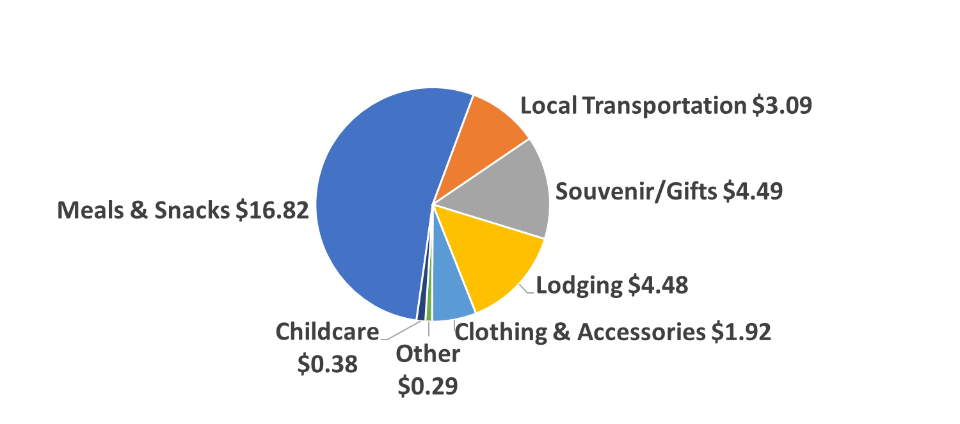 Local Transportation $3.09
Souvenir/Gifts $4.49
Meals & Snacks $16.82
Lodging $4.48
Clothing & Accessories $1.92
Childcare
$0.38
Other
$0.29